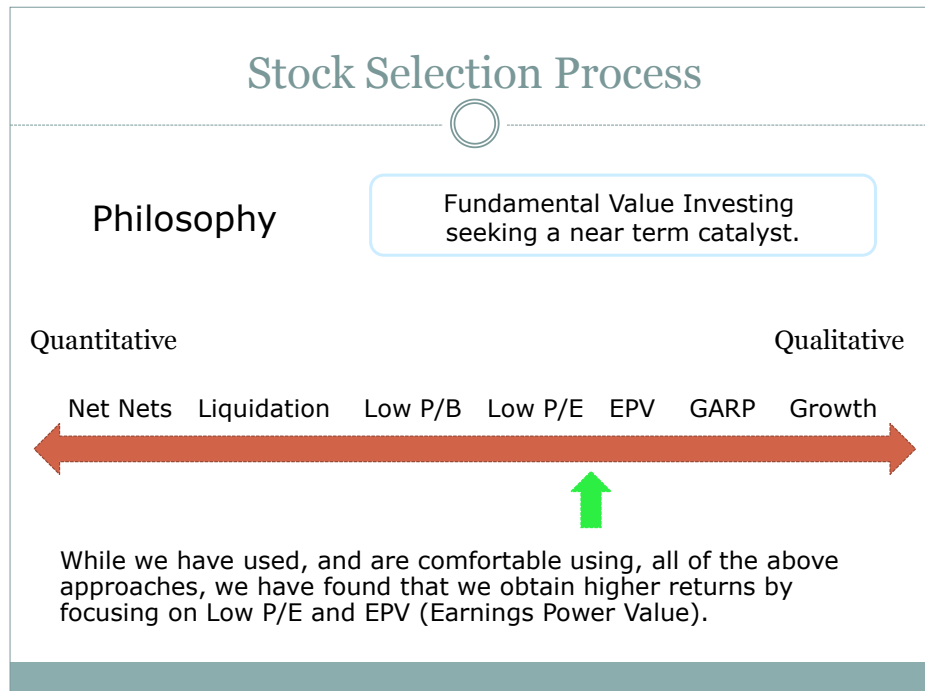 Stock Selection Process
Philosophy
Fundamental Value Investing
seeking a near term catalyst.
Quantitative
Qualitative
Net Nets Liquidation Low P/B Low P/E EPV GARP Growth
While we have used, and are comfortable using, all of the above
approaches, we have found that we obtain higher returns by
focusing on Low P/E and EPV (Earnings Power Value).